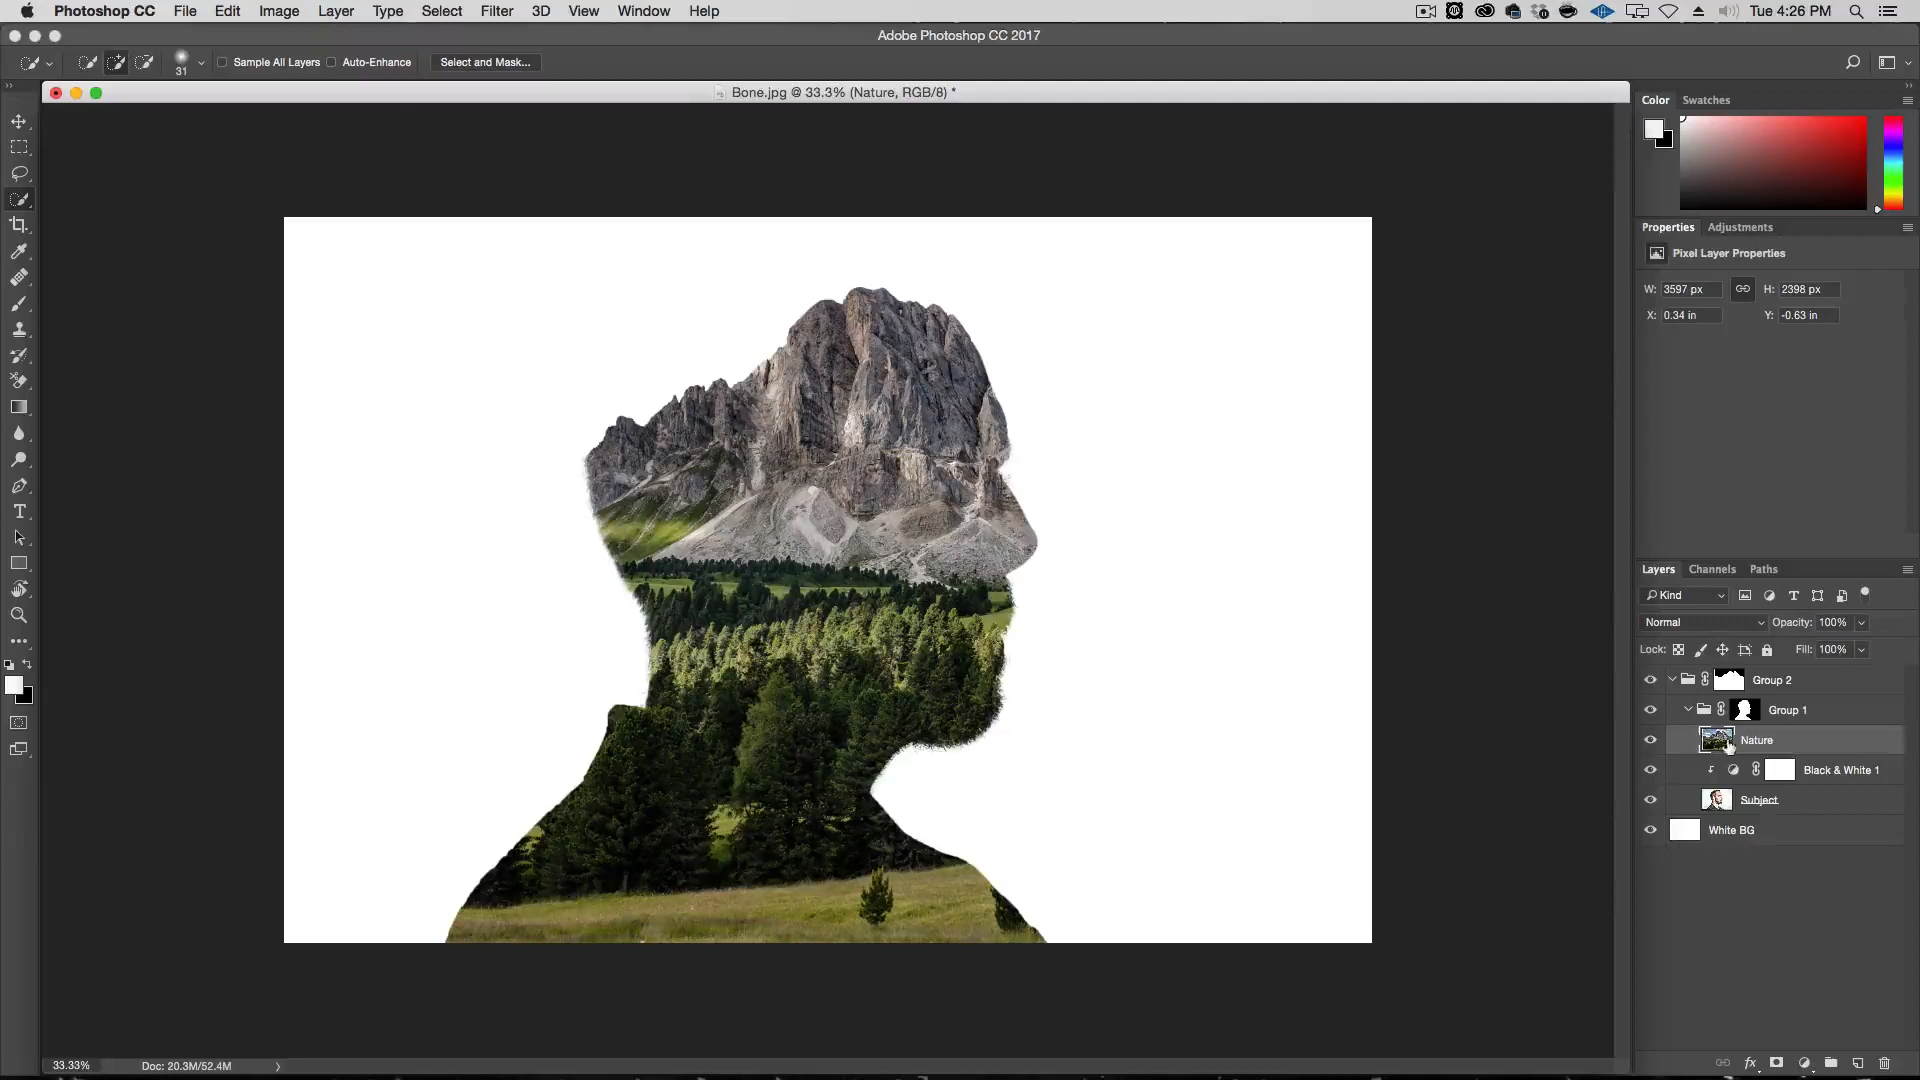 Photoshop CC File Edit Image Layer Type Select Filter 3D View Window Help Tue 4:26 PM
Adobe Photoshop CC 2017
31 Sample All Layers Auto-Enhance Select and Mask...
Bone.jpg @ 33.3% (Nature, RGB/8) *
Color Swatches
Properties Adjustments
Pixel Layer Properties
W: 3597 px H: 2398 px
X: 0.34 in Y: -0.63 in
Layers Channels Paths
Kind
Normal Opacity: 100%
Lock: Fill: 100%
Group 2
Group 1
Nature
Black & White 1
Subject
White BG
33.33% Doc: 20.3M/52.4M